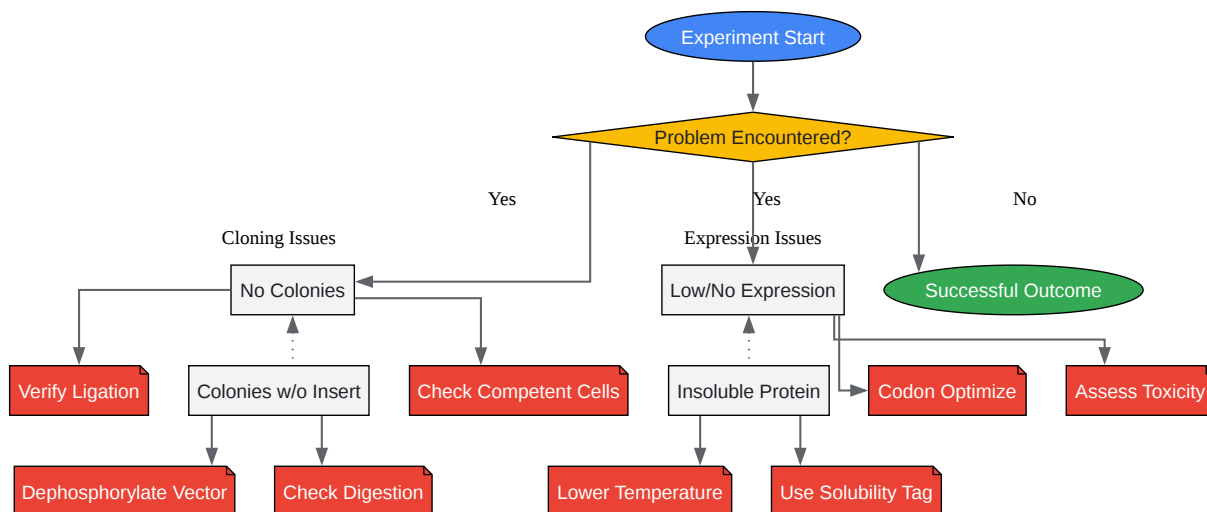 Experiment Start
Problem Encountered?
Yes
Yes
No
Cloning Issues
Expression Issues
No Colonies
Low/No Expression
Successful Outcome
Verify Ligation
Colonies w/o Insert
Check Competent Cells
Insoluble Protein
Codon Optimize
Assess Toxicity
Dephosphorylate Vector
Check Digestion
Lower Temperature
Use Solubility Tag